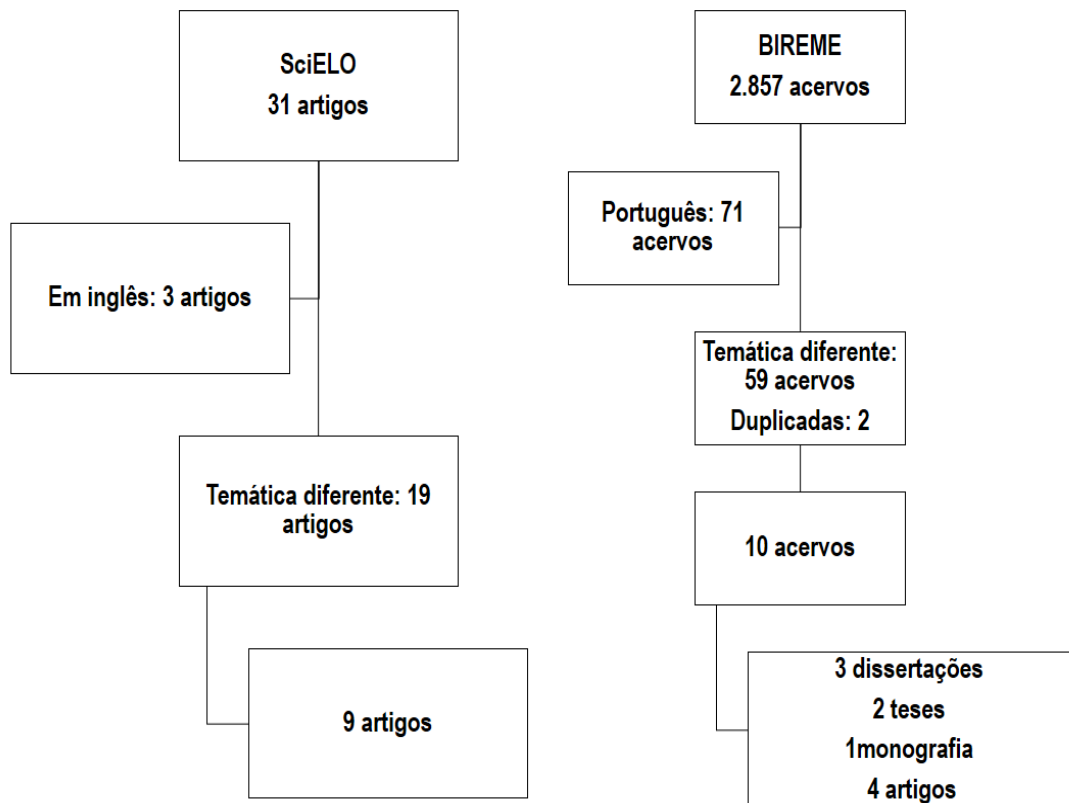 SciELO
31 artigos
Em inglês: 3 artigos
Temática diferente: 19
artigos
9 artigos
BIREME
2.857 acervos
Português: 71
acervos
Temática diferente:
59 acervos
Duplicadas: 2
10 acervos
3 dissertações
2 teses
1monografia
4 artigos